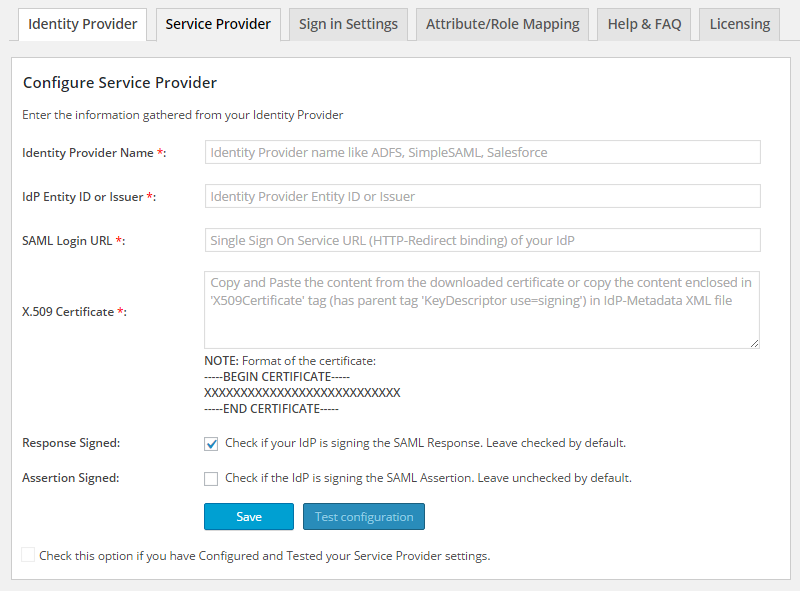 Identity Provider Service Provider Sign in Settings Attribute/Role Mapping Help & FAQ Licensing
Configure Service Provider
Enter the information gathered from your Identity Provider
Identity Provider Name *: Identity Provider name like ADFS, SimpleSAML, Salesforce
IdP Entity ID or Issuer *: Identity Provider Entity ID or Issuer
SAML Login URL *: Single Sign On Service URL (HTTP-Redirect binding) of your IdP
X.509 Certificate *:
Copy and Paste the content from the downloaded certificate or copy the content enclosed in
'X509Certificate' tag (has parent tag 'KeyDescriptor use=signing') in IdP-Metadata XML file
NOTE: Format of the certificate:
-----BEGIN CERTIFICATE-----
XXXXXXXXXXXXXXXXXXXXXXXXXXX
-----END CERTIFICATE-----
Response Signed: Check if your IdP is signing the SAML Response. Leave checked by default.
Assertion Signed: Check if the IdP is signing the SAML Assertion. Leave unchecked by default.
Save Test configuration
Check this option if you have Configured and Tested your Service Provider settings.